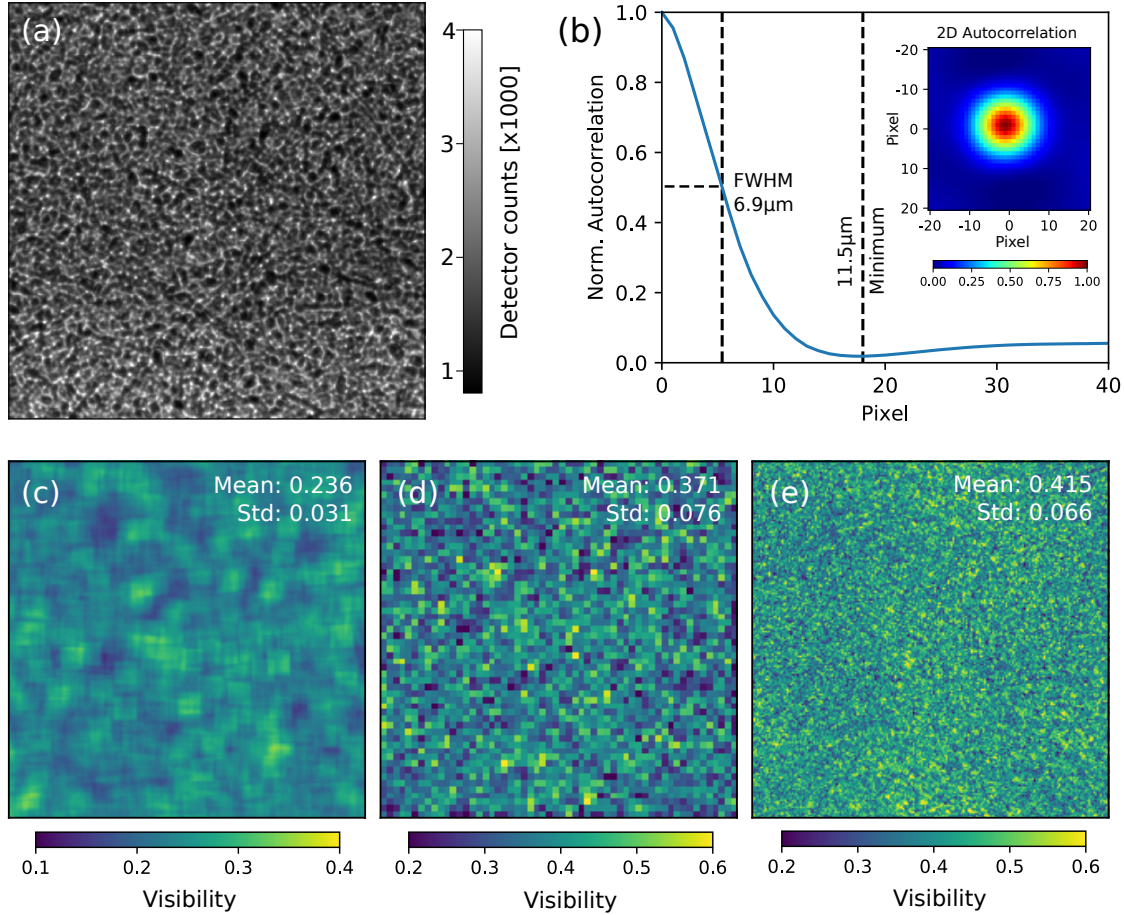 (a)
4
3
2
1
Detector counts [x1000]
(b)
1.0
0.8
0.6
0.4
0.2
0.0
Norm. Autocorrelation
0
10
20
30
40
Pixel
FWHM
6.9μm
11.5μm
Minimum
2D Autocorrelation
-20
-10
0
10
20
Pixel
-20
-10
0
10
20
Pixel
0.00
0.25
0.50
0.75
1.00
(c)
Mean: 0.236
Std: 0.031
0.1
0.2
0.3
0.4
Visibility
(d)
Mean: 0.371
Std: 0.076
0.2
0.3
0.4
0.5
0.6
Visibility
(e)
Mean: 0.415
Std: 0.066
0.2
0.3
0.4
0.5
0.6
Visibility